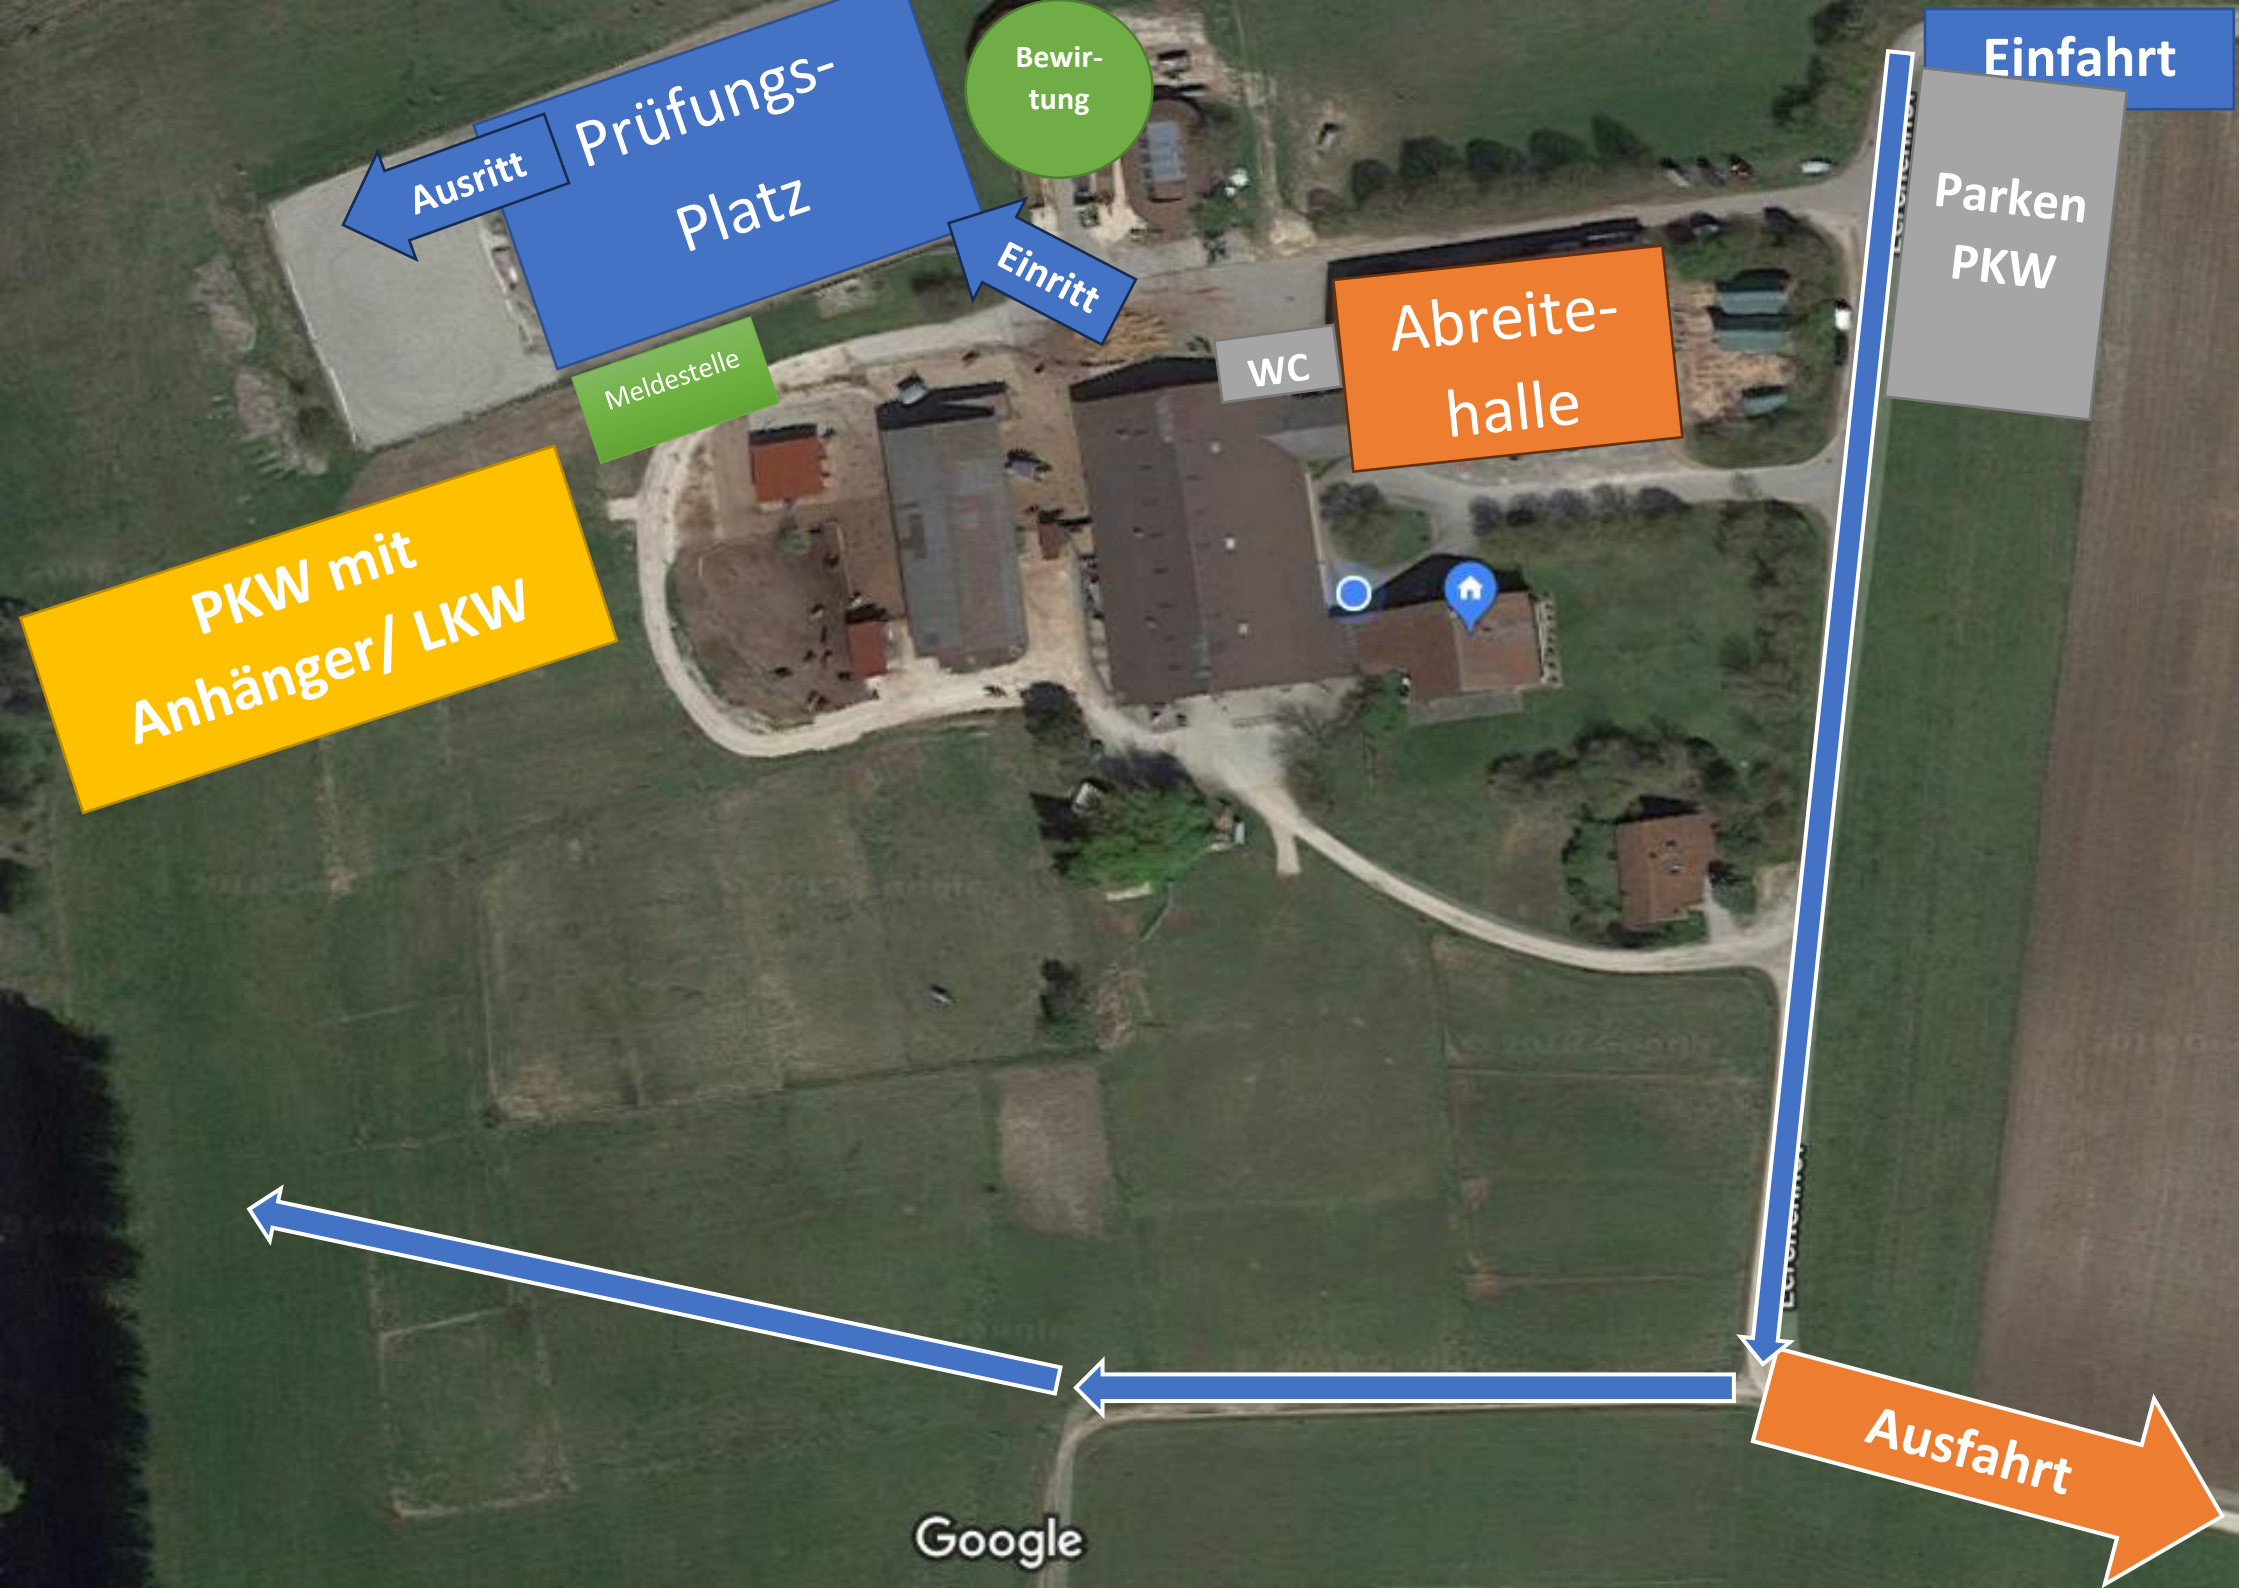 Einfahrt
Bewir-
tung
Prüfungs-
Platz
Ausritt
Einritt
Parken
PKW
Abreite-
halle
WC
Meldestelle
PKW mit
Anhänger/ LKW
Ausfahrt
Google